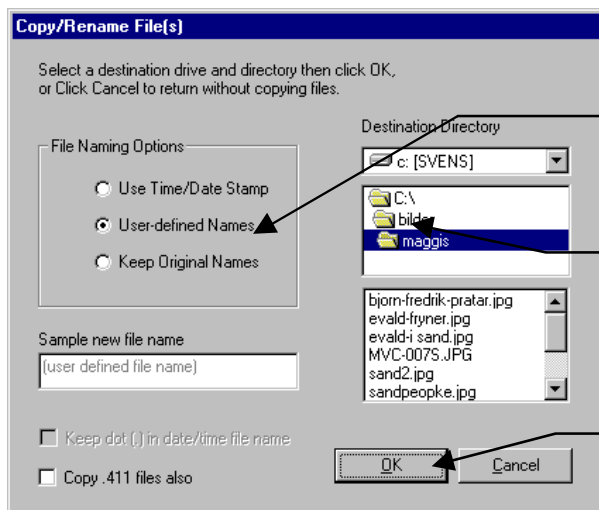 Copy/Rename File(s)
Select a destination drive and directory then click OK,
or Click Cancel to return without copying files.
File Naming Options
Use Time/Date Stamp
User-defined Names
Keep Original Names
Sample new file name
(user defined file name)
Keep dot (.) in date/time file name
Copy .411 files also
Destination Directory
c: [SVENS]
C:\
bilder
maggis
bjorn-fredrik-pratar.jpg
evald-fryner.jpg
evald-i sand.jpg
MVC-007S.JPG
sand2.jpg
sandpeopke.jpg
OK
Cancel